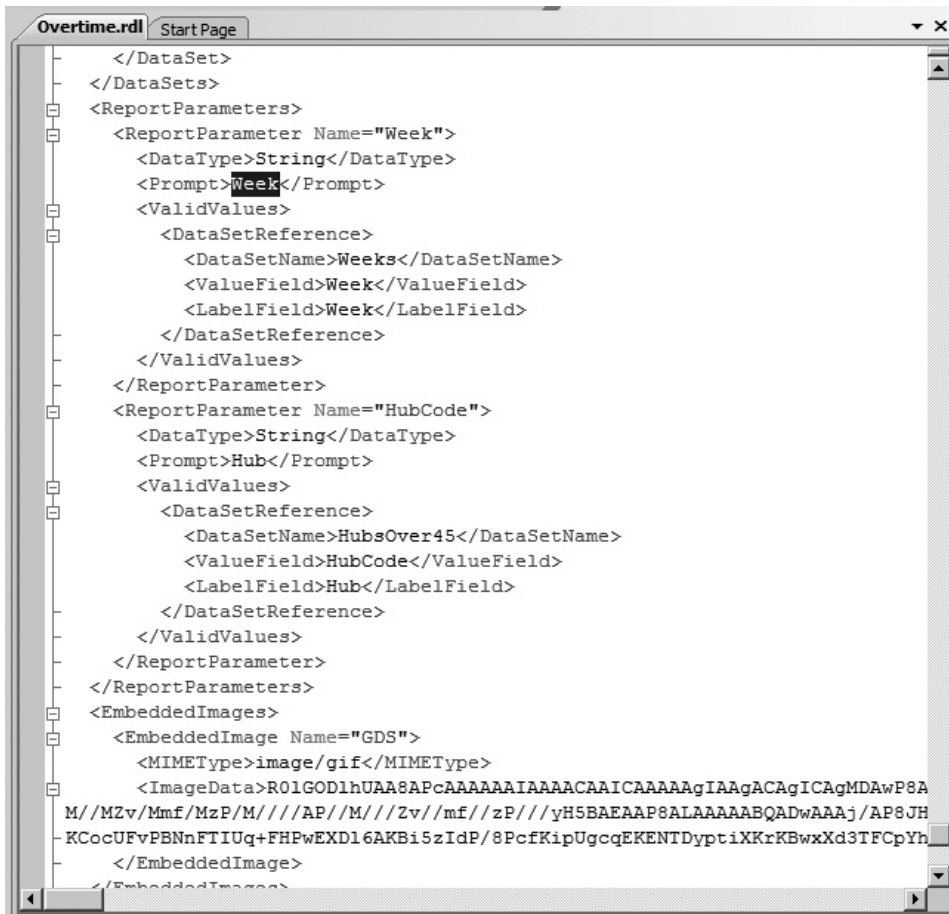 Overtime.rdl Start Page
</DataSet>
</DataSets>
<ReportParameters>
<ReportParameter Name="Week">
<DataType>String</DataType>
<Prompt>Week</Prompt>
<ValidValues>
<DataSetReference>
<DataSetName>Weeks</DataSetName>
<ValueField>Week</ValueField>
<LabelField>Week</LabelField>
</DataSetReference>
</ValidValues>
</ReportParameter>
<ReportParameter Name="HubCode">
<DataType>String</DataType>
<Prompt>Hub</Prompt>
<ValidValues>
<DataSetReference>
<DataSetName>HubsOver45</DataSetName>
<ValueField>HubCode</ValueField>
<LabelField>Hub</LabelField>
</DataSetReference>
</ValidValues>
</ReportParameter>
</ReportParameters>
<EmbeddedImages>
<EmbeddedImage Name="GDS">
<MIMEType>image/gif</MIMEType>
<ImageData>R0lGODlhUAA8APcAAAAAAIAAAACAAICAAAAAgIAAgACAgICAgMDAwP8A
M//MZv/Mmf/MzP/M////AP//M///Zv//mf//zP///yH5BAEAAP8ALAAAAABQADwAAAj/AP8JH
KCocUFvPBNnFTIUq+FHPwEXDl6AKBi5zIdP/8PcfKipUgcqEKENTDyptiXKrKBwxXd3TFCpYh
</EmbeddedImage>
</EmbeddedImages>